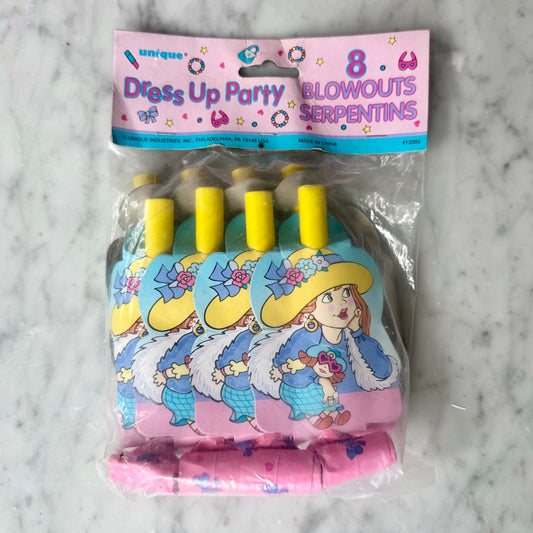 unique
Dress Up Party
8
BLOWOUTS
SERPENTINS
© UNIQUE INDUSTRIES, INC., PHILADELPHIA, PA 19148 USA
MADE IN CHINA
#13382